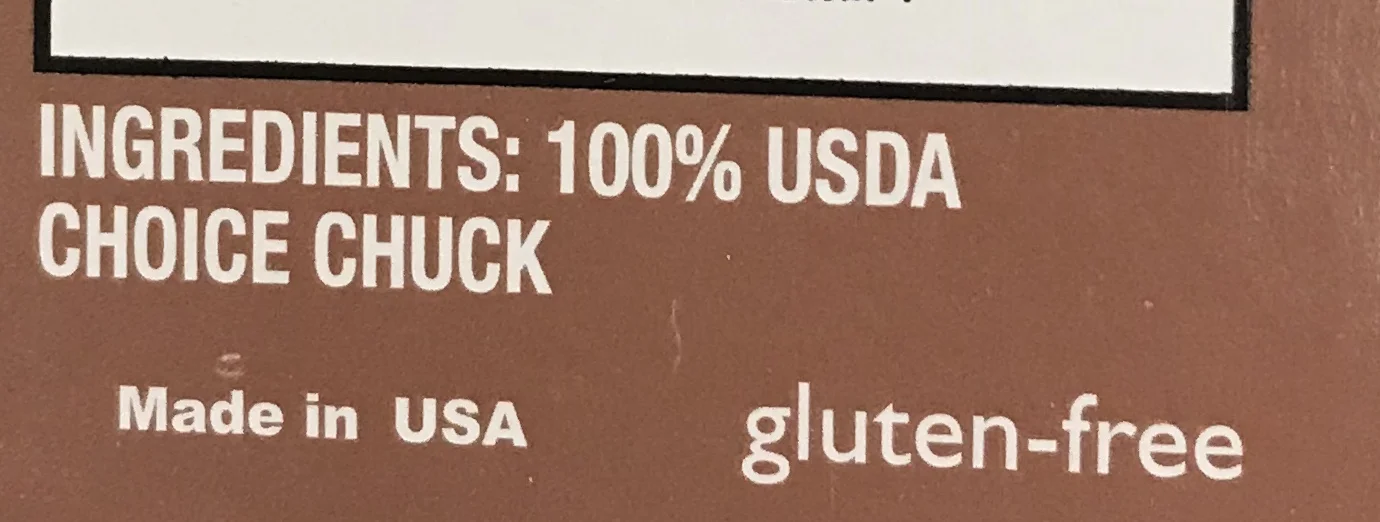 INGREDIENTS: 100% USDA
CHOICE CHUCK
Made in USA
gluten-free